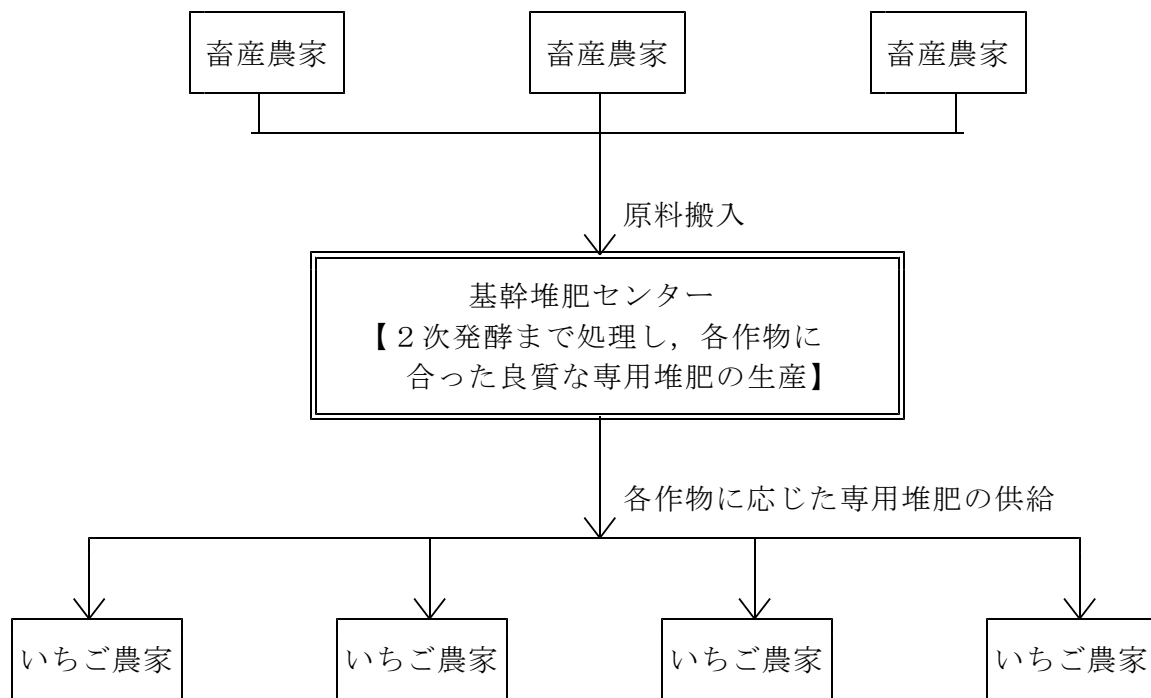 畜産農家
畜産農家
畜産農家
原料搬入
基幹堆肥センター
【２次発酵まで処理し，各作物に
合った良質な専用堆肥の生産】
各作物に応じた専用堆肥の供給
いちご農家
いちご農家
いちご農家
いちご農家